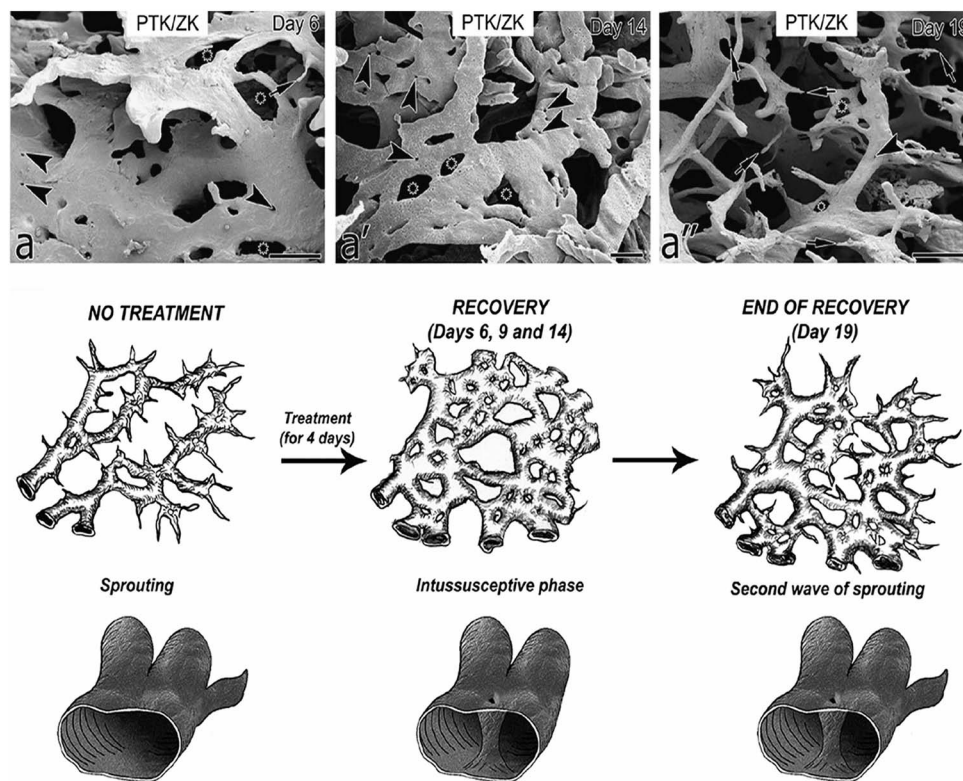 PTK/ZK Day 6
PTK/ZK Day 14
PTK/ZK Day 19
a
a'
a"
NO TREATMENT
RECOVERY
(Days 6, 9 and 14)
END OF RECOVERY
(Day 19)
Treatment
(for 4 days)
Sprouting
Intussusceptive phase
Second wave of sprouting